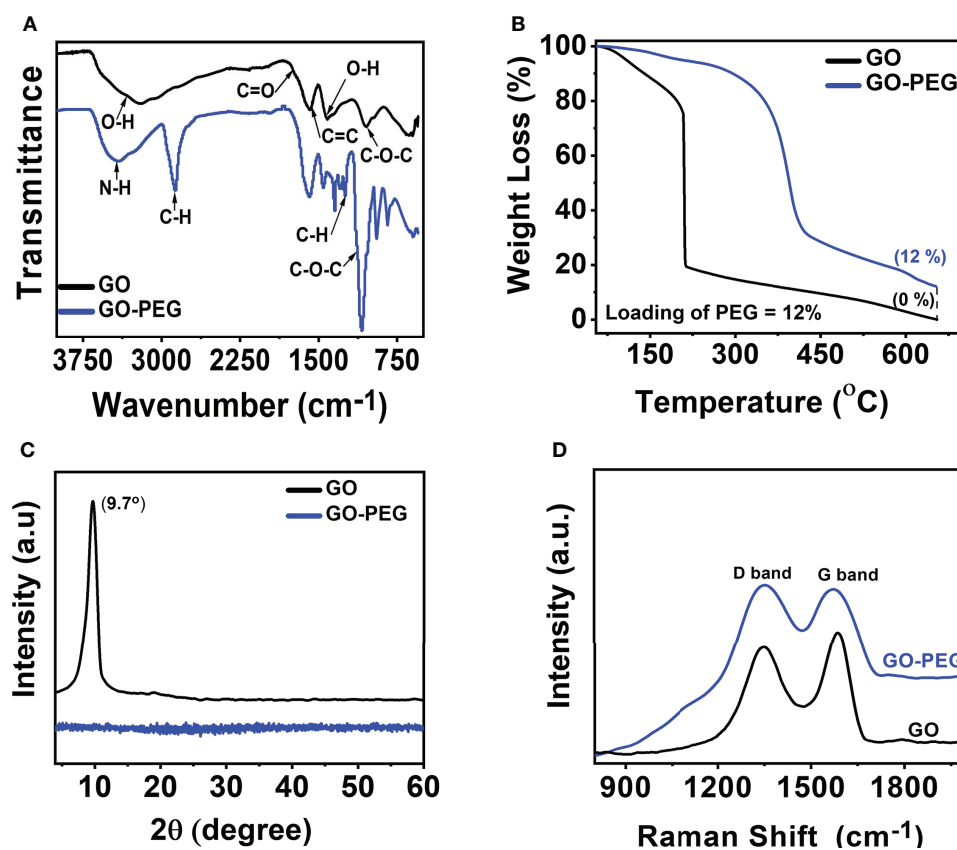 A
Transmittance
O-H
C=O
O-H
C=C
C-O-C
N-H
C-H
C-H
C-O-C
GO
GO-PEG
3750 3000 2250 1500 750
Wavenumber (cm-1)
B
Weight Loss (%)
100
80
60
40
20
0
GO
GO-PEG
(12 %)
(0 %)
Loading of PEG = 12%
150 300 450 600
Temperature (oC)
C
Intensity (a.u)
(9.7o)
GO
GO-PEG
10 20 30 40 50 60
2θ (degree)
D
Intensity (a.u.)
D band G band
GO-PEG
GO
900 1200 1500 1800
Raman Shift (cm-1)